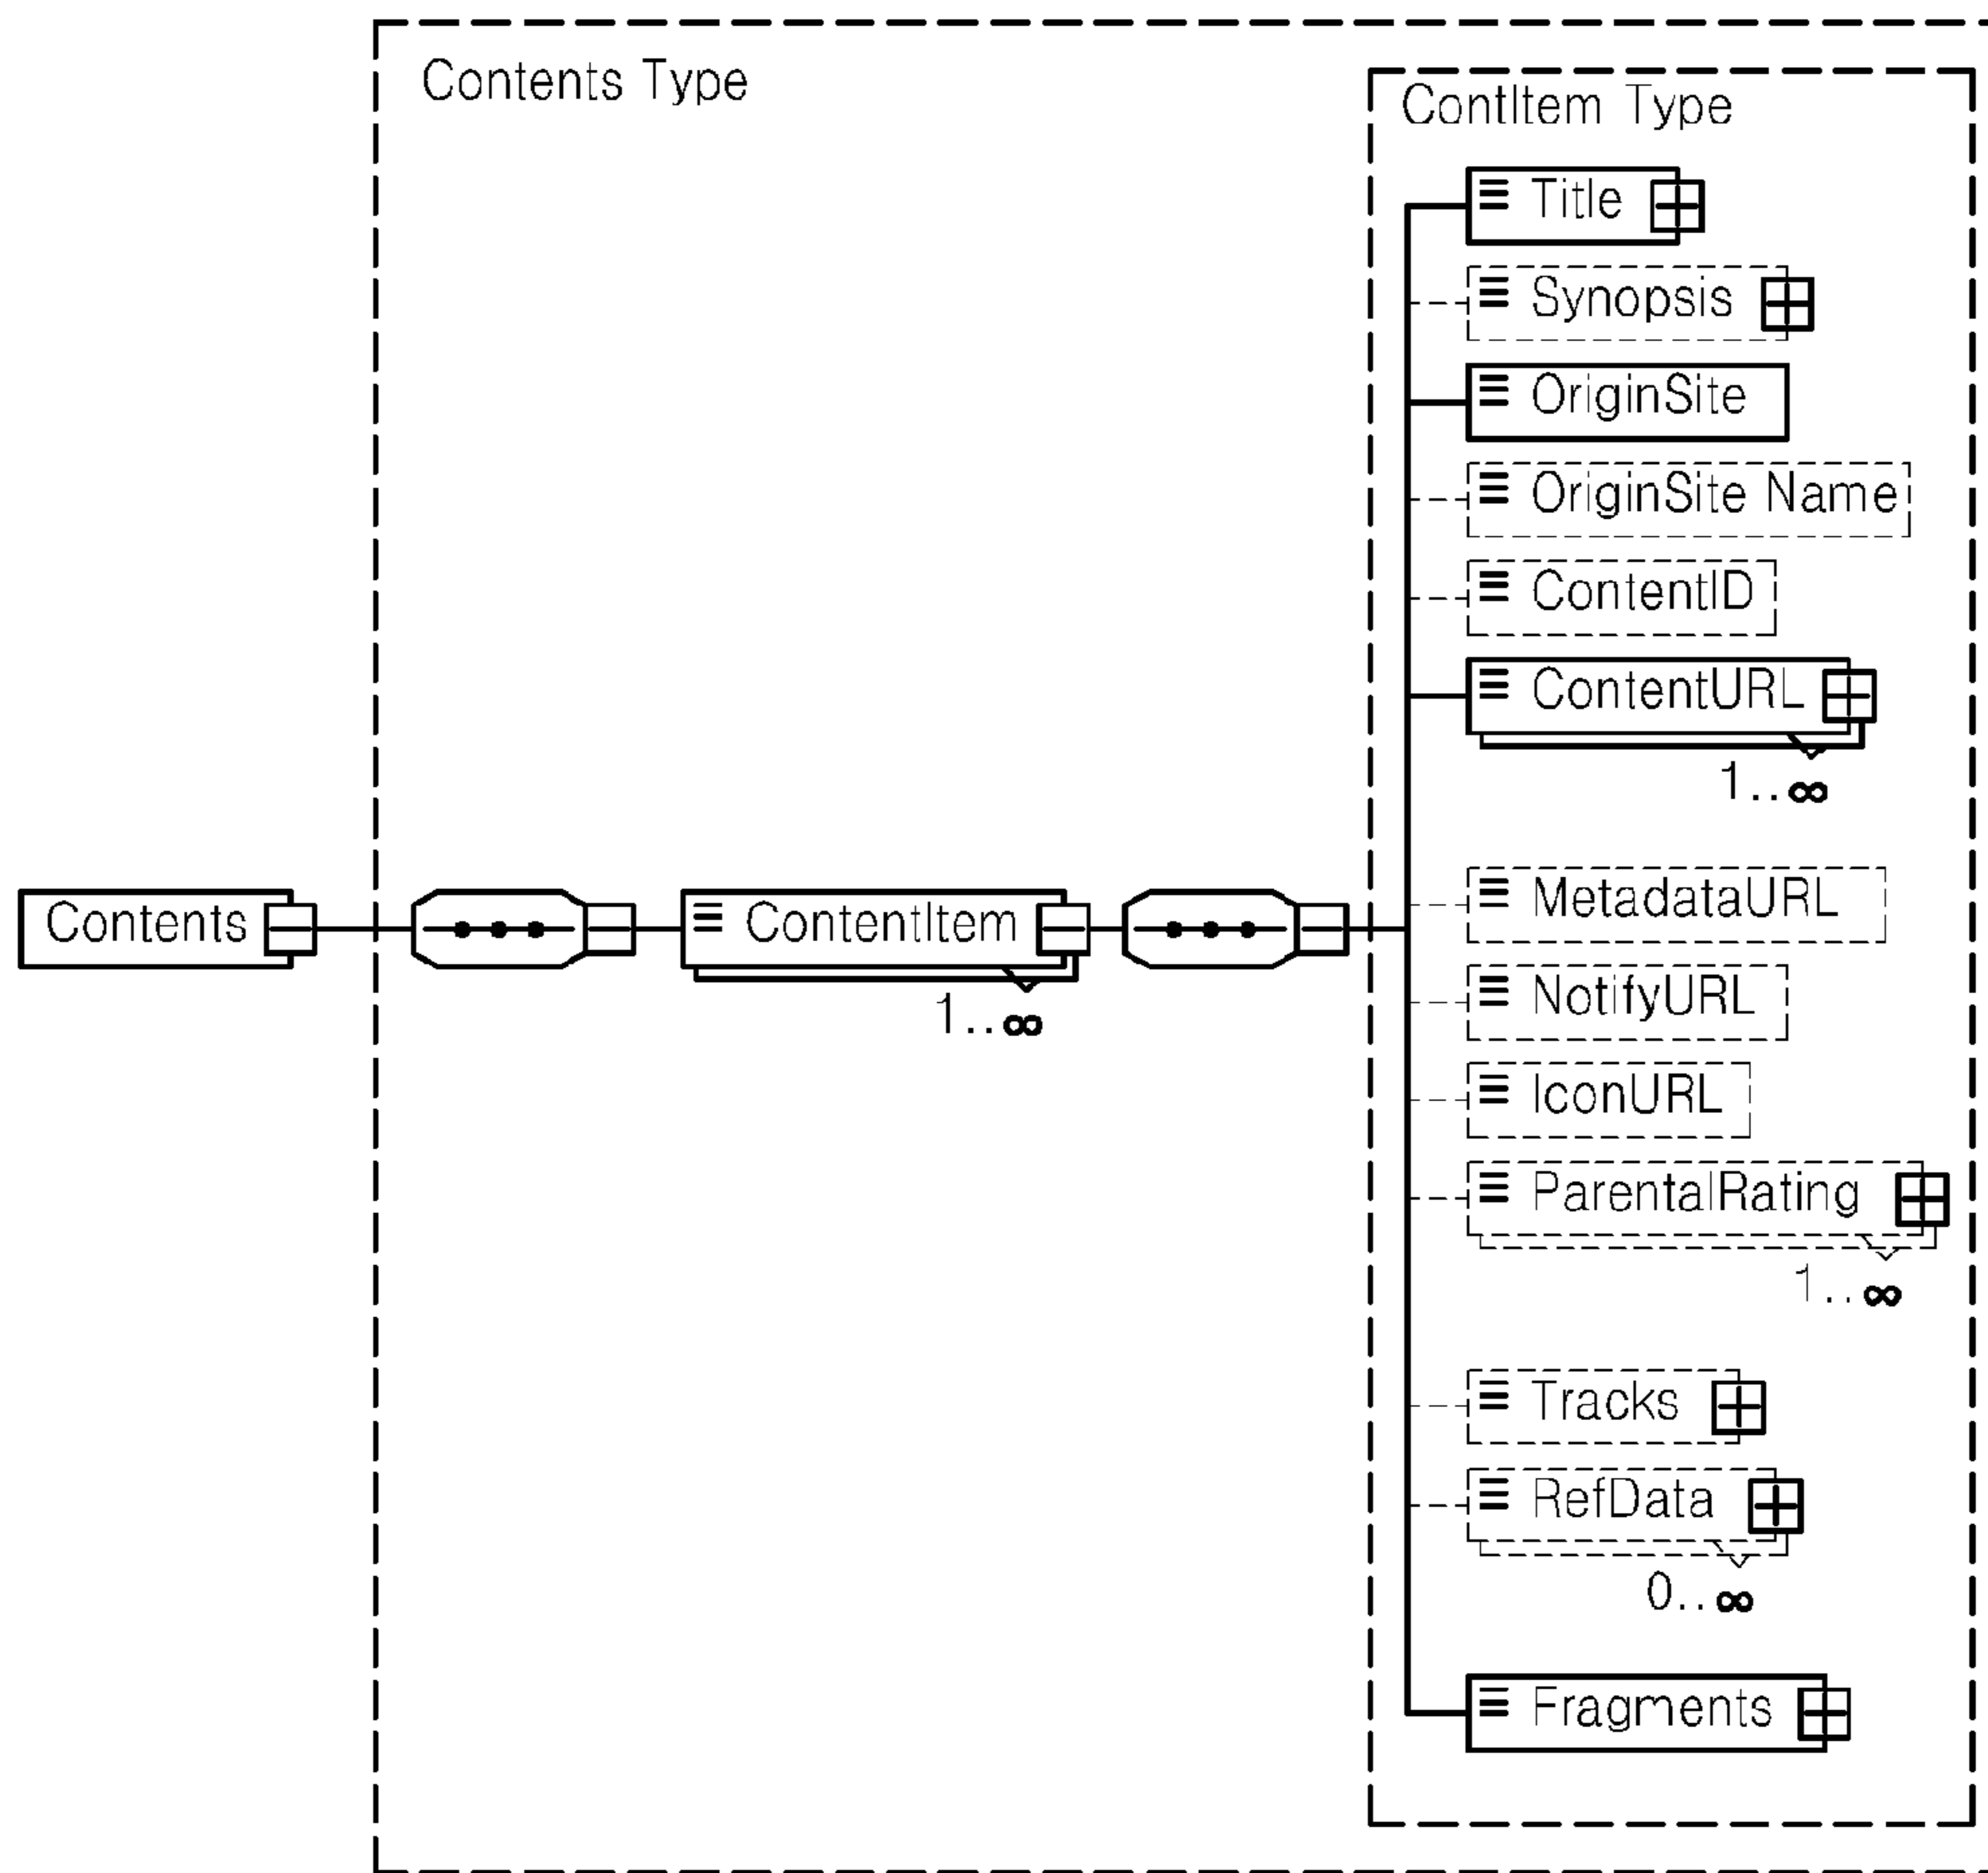 Contents Type
ContItem Type
Title
Synopsis
OriginSite
OriginSite Name
ContentID
ContentURL
1..∞
Contents
ContentItem
1..∞
MetadataURL
NotifyURL
IconURL
ParentalRating
1..∞
Tracks
RefData
0..∞
Fragments